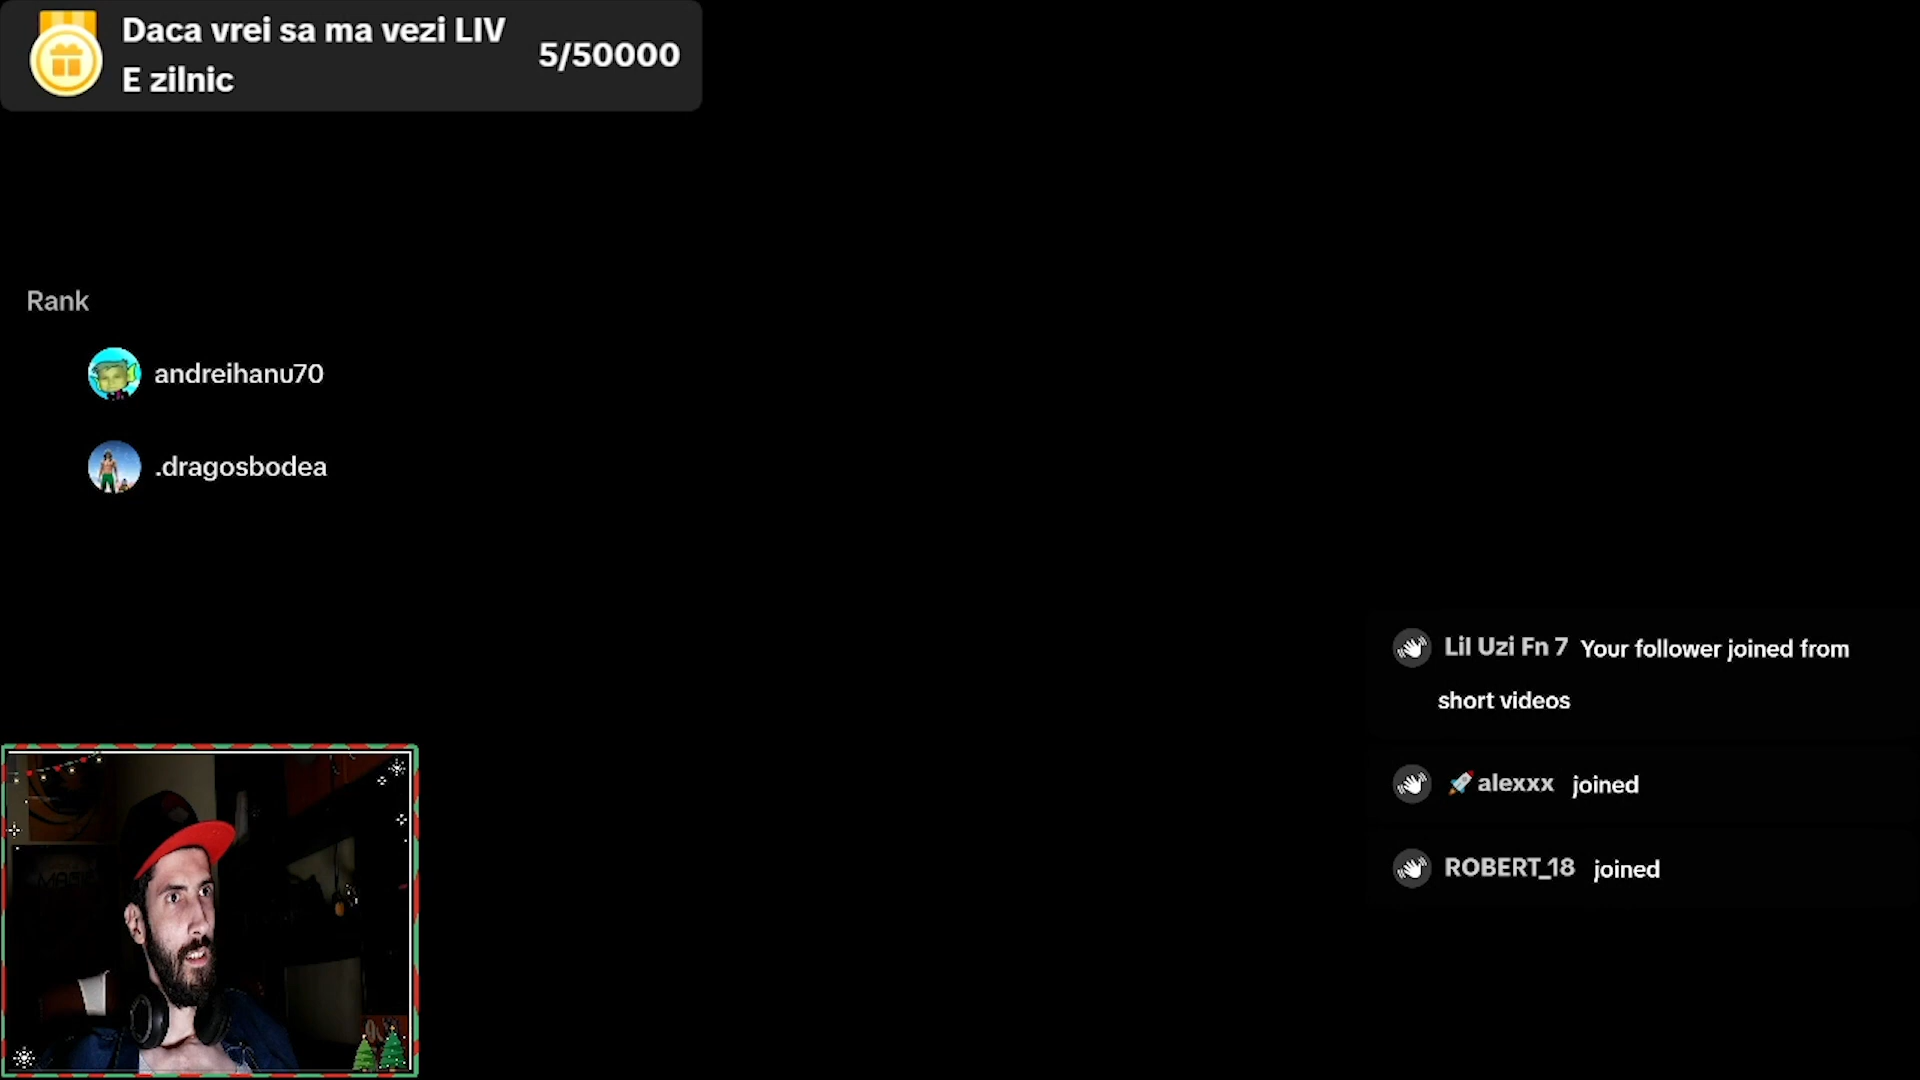 Daca vrei sa ma vezi LIV
E zilnic
5/50000
Rank
andreihanu70
.dragosbodea
Lil Uzi Fn 7 Your follower joined from
short videos
🚀alexxx joined
ROBERT_18 joined